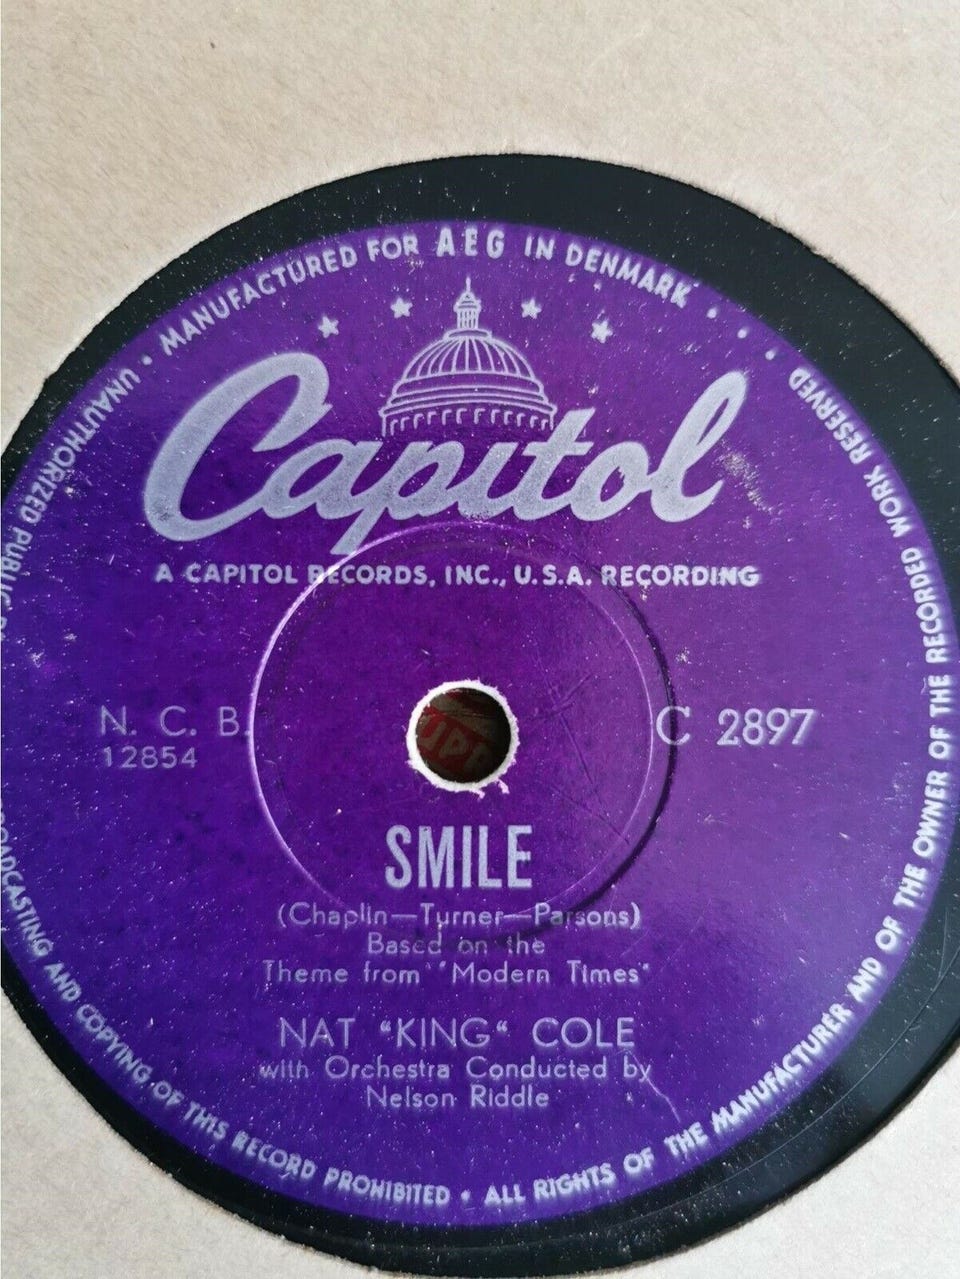 MANUFACTURED FOR AEG IN DENMARK
Capitol
A CAPITOL RECORDS, INC., U.S.A. RECORDING
N. C. B.
12854
C 2897
SMILE
(Chaplin—Turner—Parsons)
Based on the
Theme from "Modern Times"
NAT "KING" COLE
with Orchestra Conducted by
Nelson Riddle
UNAUTHORIZED PUBLIC AND COPYING OF THIS RECORD PROHIBITED • ALL RIGHTS OF THE MANUFACTURER AND OF THE OWNER OF THE RECORDED WORK RESERVED